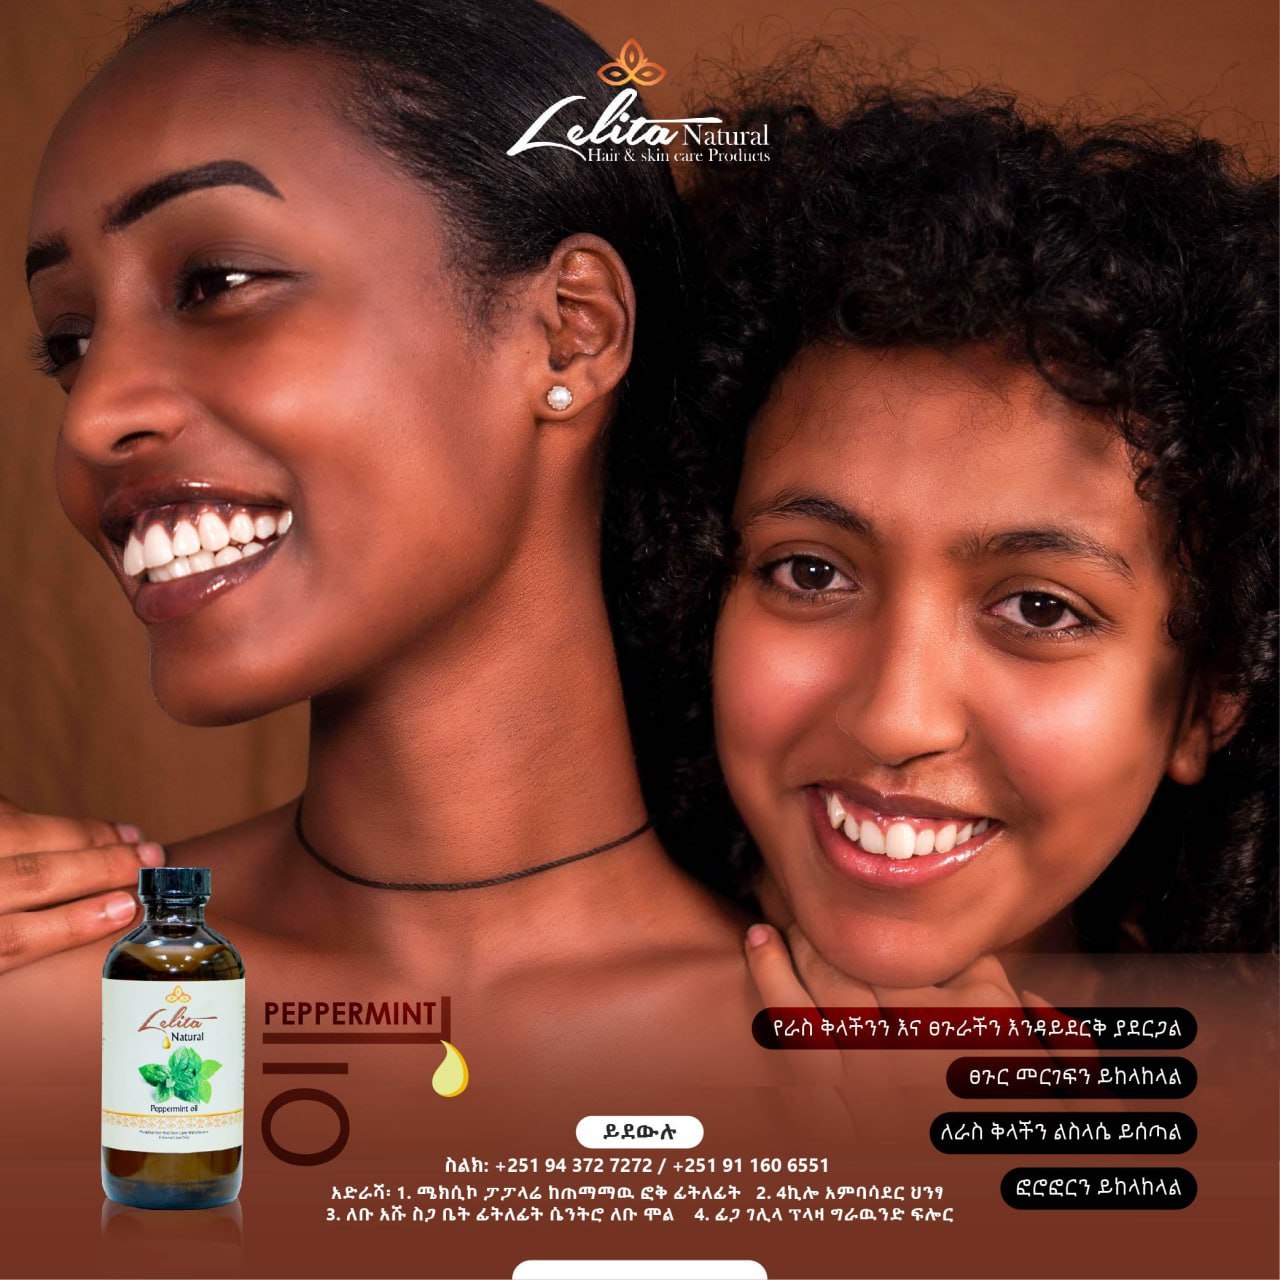 Lelita Natural
Hair & skin care Products
Lelita
Natural
Peppermint oil
PEPPERMINT
OIL
የራስ ቅላችንን እና ፀጉራችን እንዳይደርቅ ያደርጋል
ፀጉር መርገፍን ይከላከላል
ለራስ ቅላችን ልስላሴ ይሰጣል
ፎሮፎርን ይከላከላል
ይደውሉ
ስልክ: +251 94 372 7272 / +251 91 160 6551
አድራሻ፡ 1. ሜክሲኮ ፓፓላሬ ከጠማማዉ ፎቅ ፊትለፊት 2. 4ኪሎ አምባሳደር ህንፃ
3. ለቡ አሹ ስጋ ቤት ፊትለፊት ሴንትሮ ለቡ ሞል 4. ፊጋ ገሊላ ፕላዛ ግራዉንድ ፍሎር